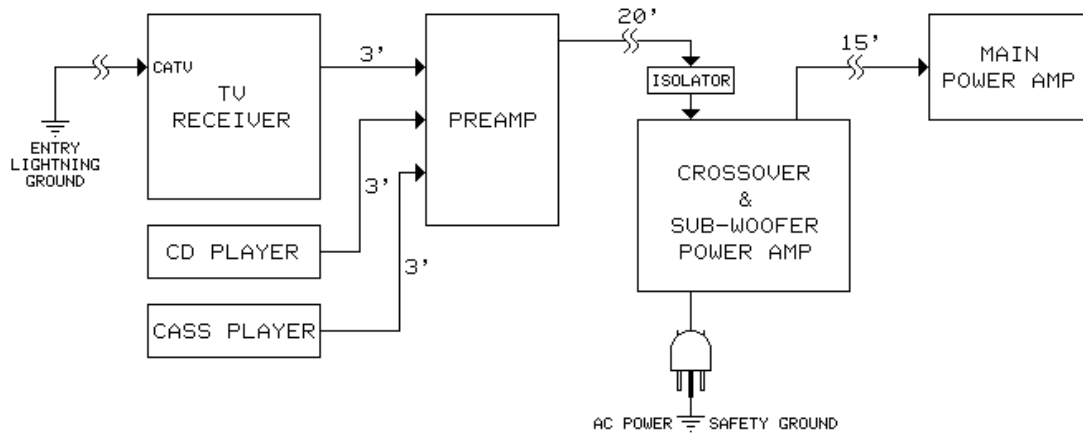 20'
15'
3'
CATV
TV
RECEIVER
PREAMP
ISOLATOR
MAIN
POWER AMP
ENTRY
LIGHTNING
GROUND
3'
CROSSOVER
&
SUB-WOOFER
POWER AMP
CD PLAYER
3'
CASS PLAYER
AC POWER
SAFETY GROUND